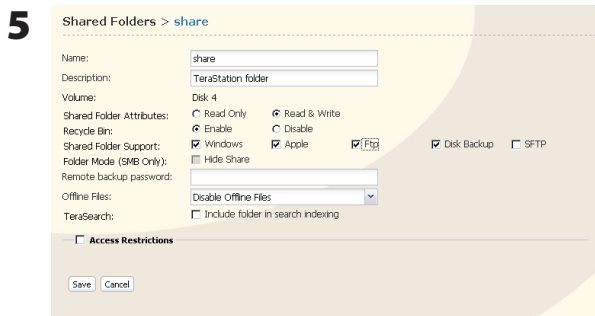 5
Shared Folders > share
Name: share
Description: TeraStation folder
Volume: Disk 4
Shared Folder Attributes: Read Only Read & Write
Recycle Bin: Enable Disable
Shared Folder Support: Windows Apple Ftp Disk Backup SFTP
Folder Mode (SMB Only): Hide Share
Remote backup password:
Offline Files: Disable Offline Files
TeraSearch: Include folder in search indexing
Access Restrictions
Save Cancel